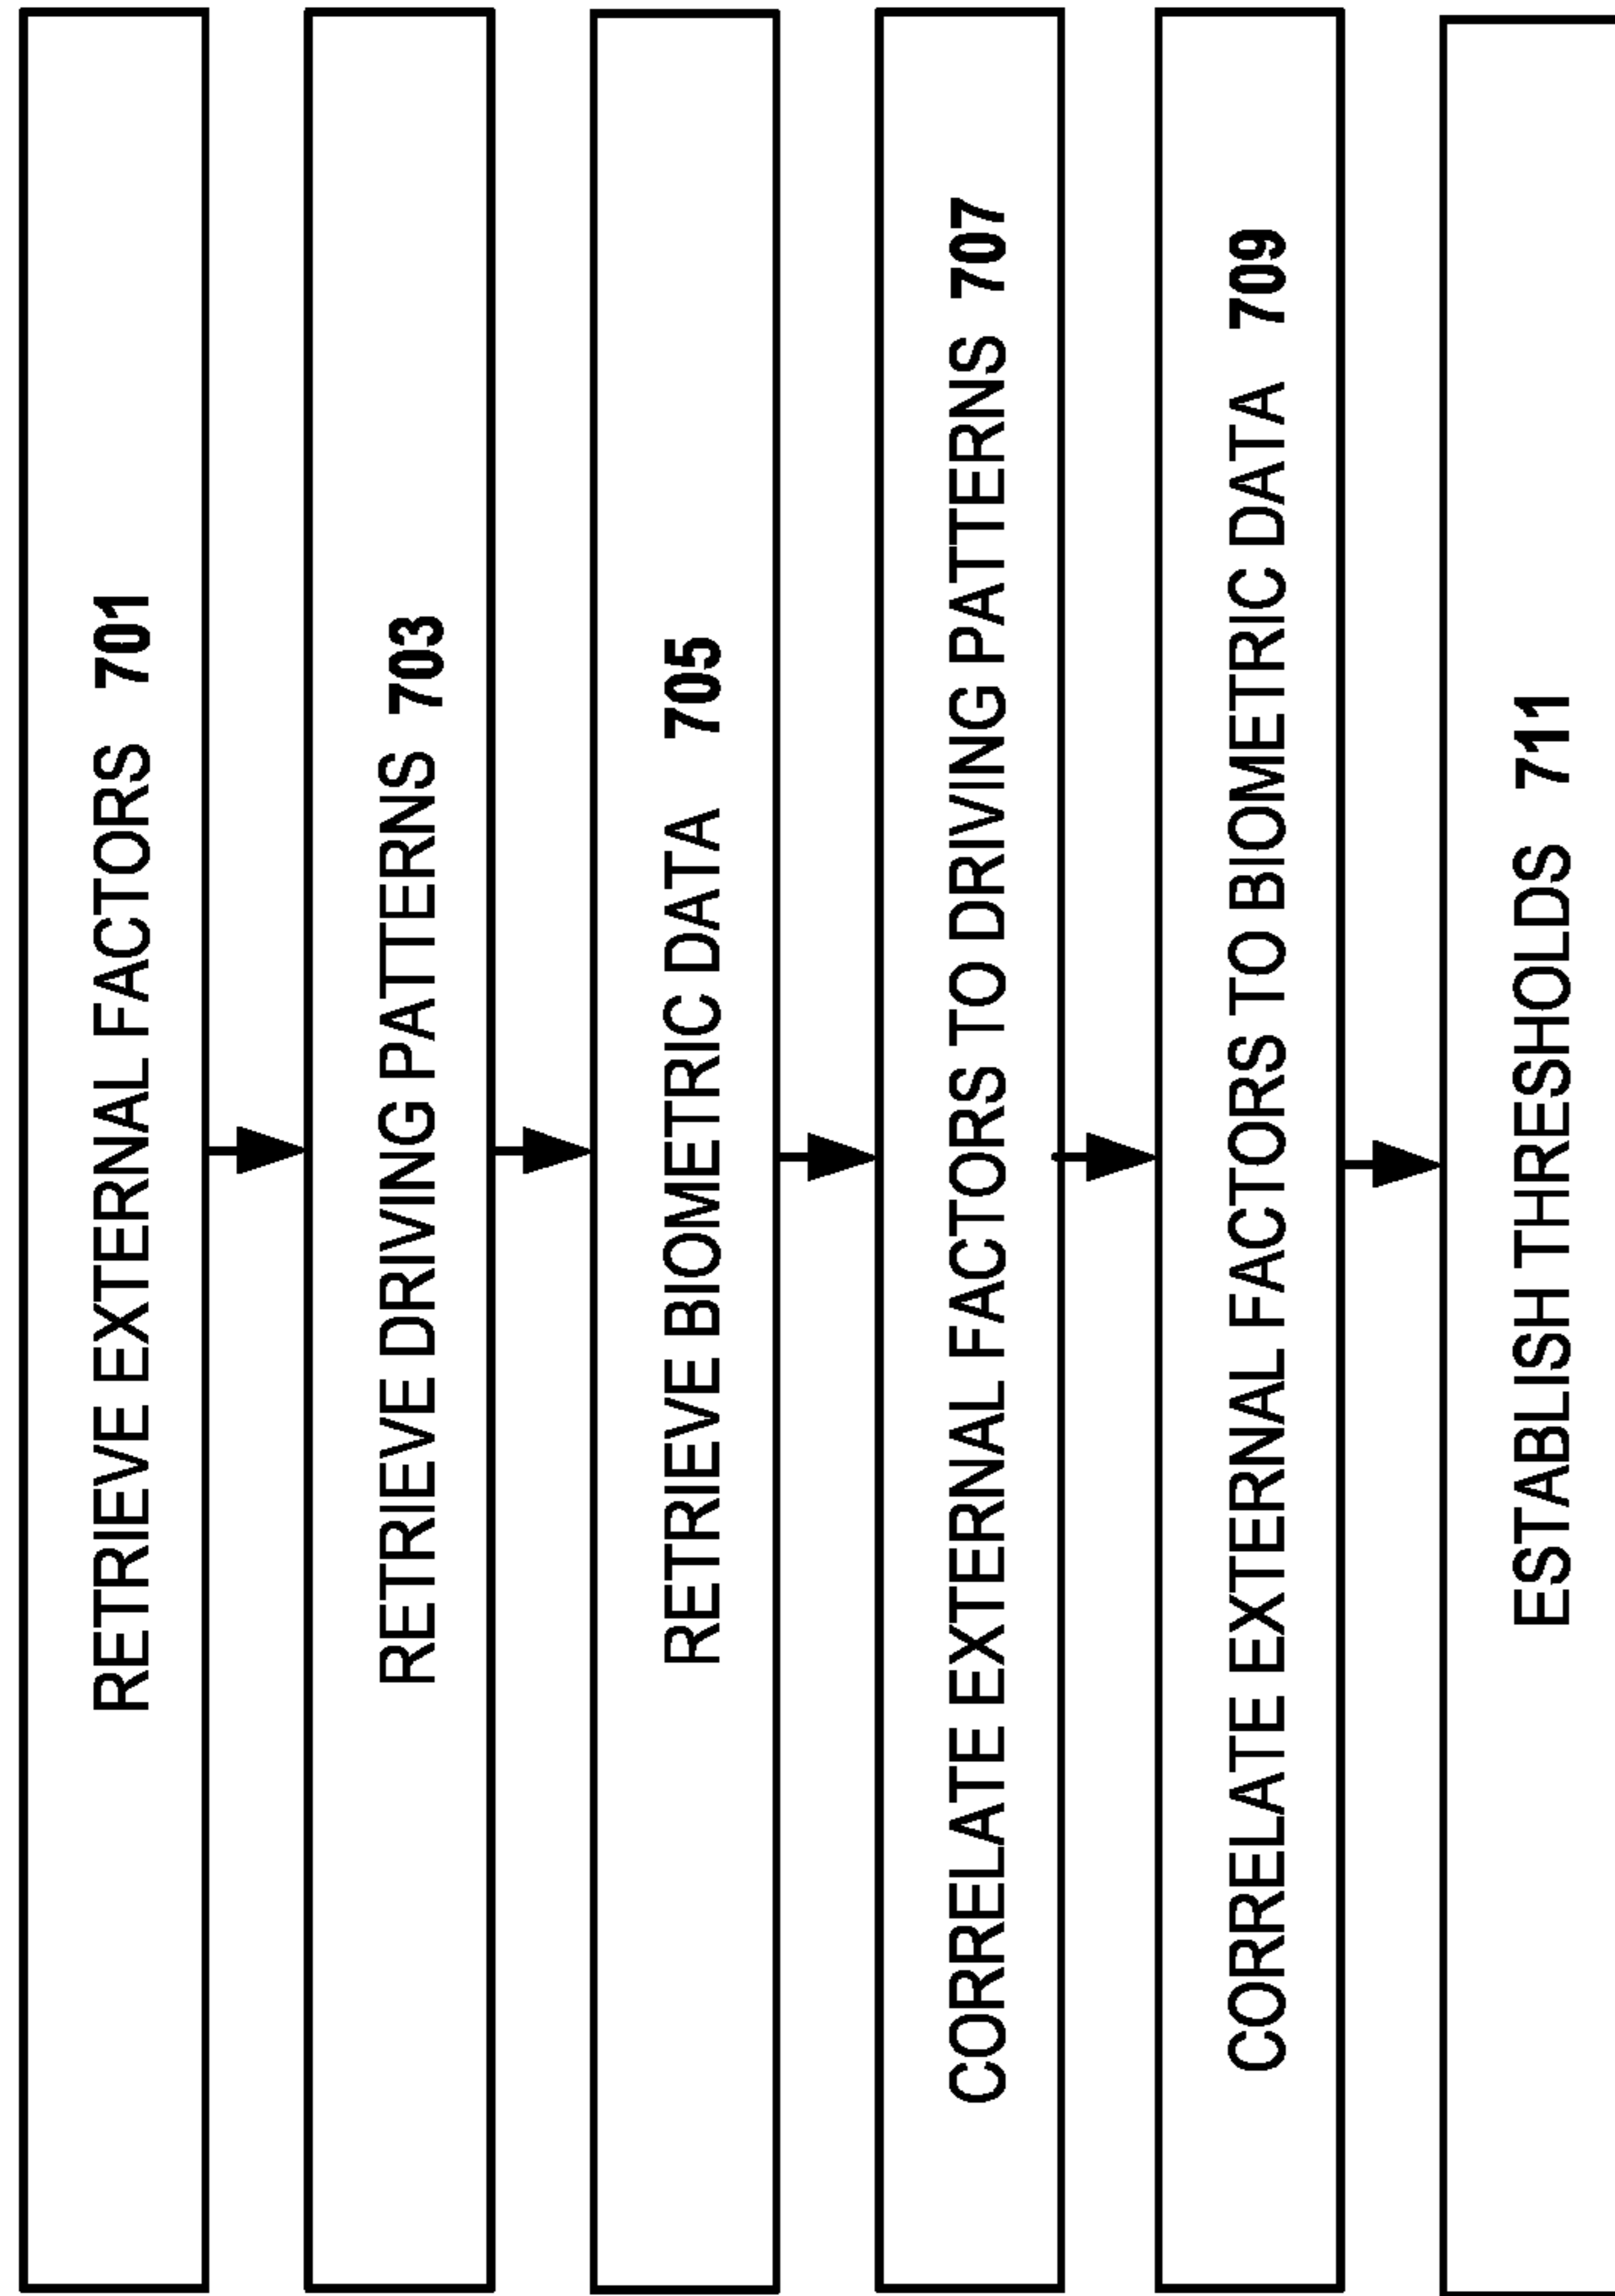 RETRIEVE EXTERNAL FACTORS 701
RETRIEVE DRIVING PATTERNS 703
RETRIEVE BIOMETRIC DATA 705
CORRELATE EXTERNAL FACTORS TO DRIVING PATTERNS 707
CORRELATE EXTERNAL FACTORS TO BIOMETRIC DATA 709
ESTABLISH THRESHOLDS 711